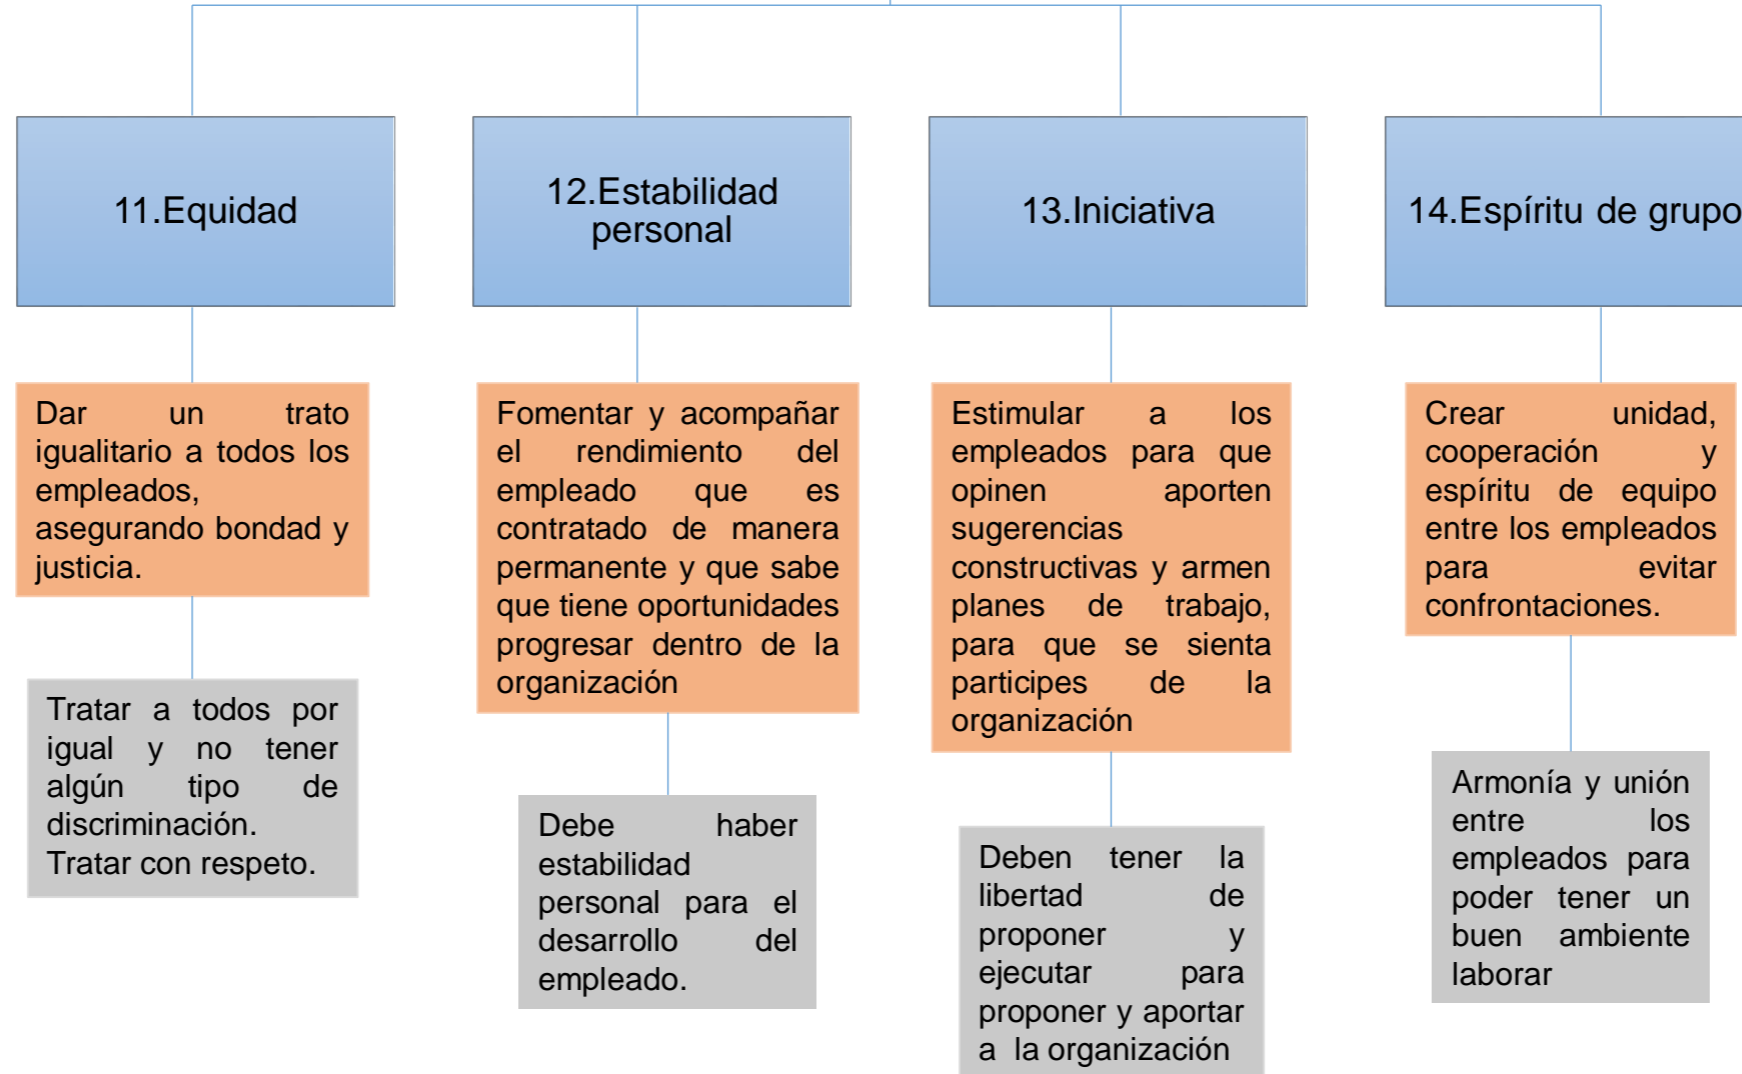 11.Equidad
12.Estabilidad
personal
13.Iniciativa
14.Espíritu de grupo
Dar un trato
igualitario a todos los
empleados,
asegurando bondad y
justicia.
Fomentar y acompañar
el rendimiento del
empleado que es
contratado de manera
permanente y que sabe
que tiene oportunidades
progresar dentro de la
organización
Estimular a los
empleados para que
opinen aporten
sugerencias
constructivas y armen
planes de trabajo,
para que se sienta
participes de la
organización
Crear unidad,
cooperación y
espíritu de equipo
entre los empleados
para evitar
confrontaciones.
Tratar a todos por
igual y no tener
algún tipo de
discriminación.
Tratar con respeto.
Debe haber
estabilidad
personal para el
desarrollo del
empleado.
Deben tener la
libertad de
proponer y
ejecutar para
proponer y aportar
a la organización
Armonía y unión
entre los
empleados para
poder tener un
buen ambiente
laborar